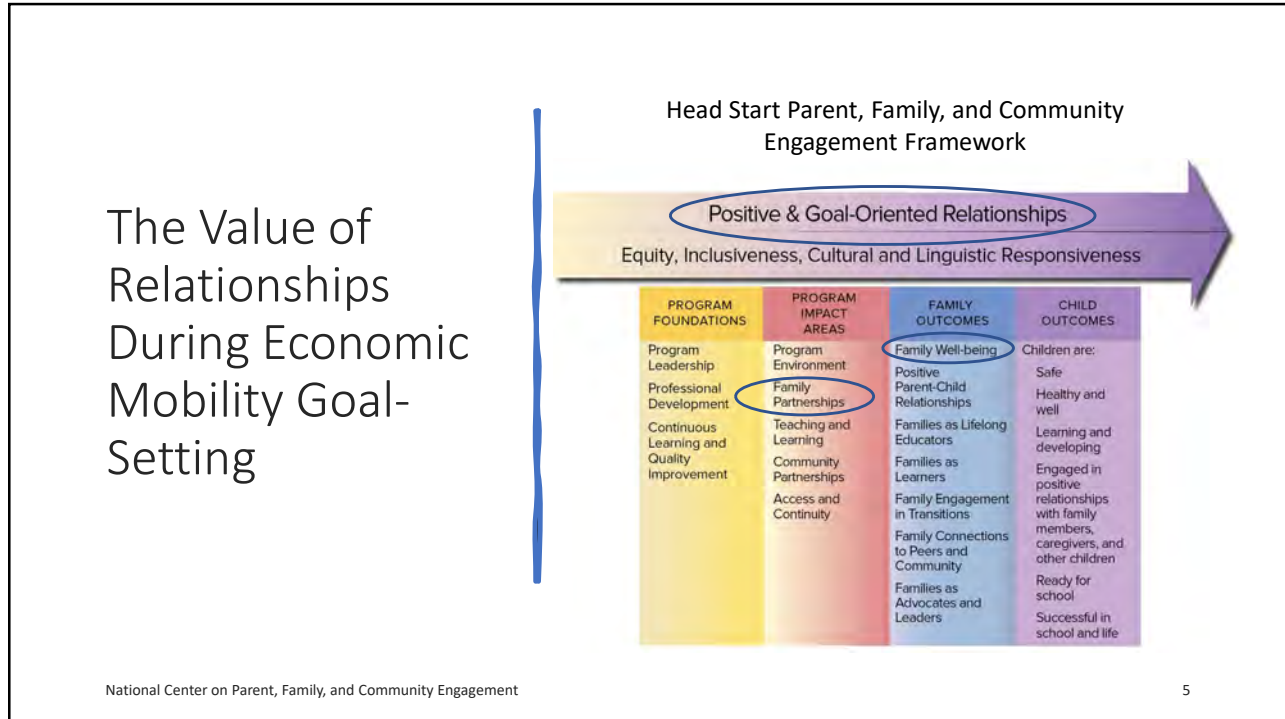 The Value of
Relationships
During Economic
Mobility Goal-
Setting
Head Start Parent, Family, and Community
Engagement Framework
Positive & Goal-Oriented Relationships
Equity, Inclusiveness, Cultural and Linguistic Responsiveness
PROGRAM
FOUNDATIONS
Program
Leadership
Professional
Development
Continuous
Learning and
Quality
Improvement
PROGRAM
IMPACT
AREAS
Program
Environment
Family
Partnerships
Teaching and
Learning
Community
Partnerships
Access and
Continuity
FAMILY
OUTCOMES
Family Well-being
Positive
Parent-Child
Relationships
Families as Lifelong
Educators
Families as
Learners
Family Engagement
in Transitions
Family Connections
to Peers and
Community
Families as
Advocates and
Leaders
CHILD
OUTCOMES
Children are:
Safe
Healthy and
well
Learning and
developing
Engaged in
positive
relationships
with family
members,
caregivers, and
other children
Ready for
school
Successful in
school and life
National Center on Parent, Family, and Community Engagement
5